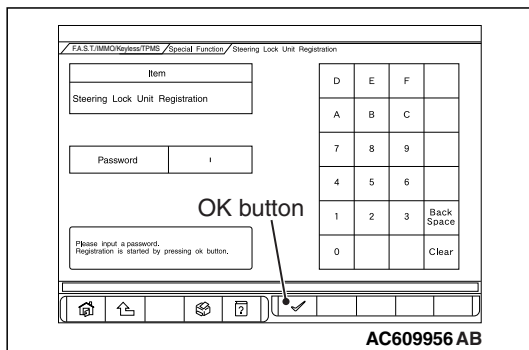 F.A.S.T./IMMO/Keyless/TPMS / Special Function / Steering Lock Unit Registration
Item
Steering Lock Unit Registration
Password
D E F
A B C
7 8 9
4 5 6
1 2 3 Back Space
0 Clear
OK button
Please input a password.
Registration is started by pressing ok button.
?
AC609956 AB